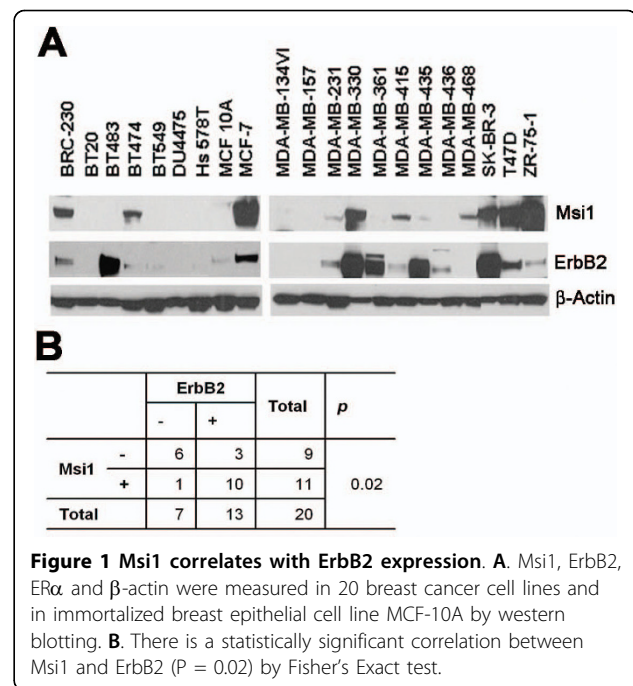 A
BRC-230
BT20
BT483
BT474
BT549
DU4475
Hs 578T
MCF 10A
MCF-7
MDA-MB-134VI
MDA-MB-157
MDA-MB-231
MDA-MB-330
MDA-MB-361
MDA-MB-415
MDA-MB-435
MDA-MB-436
MDA-MB-468
SK-BR-3
T47D
ZR-75-1
Msi1
ErbB2
β-Actin
B
ErbB2 Total p
- +
Msi1 - 6 3 9 0.02
+ 1 10 11
Total 7 13 20
Figure 1 Msi1 correlates with ErbB2 expression. A. Msi1, ErbB2,
ERα and β-actin were measured in 20 breast cancer cell lines and
in immortalized breast epithelial cell line MCF-10A by western
blotting. B. There is a statistically significant correlation between
Msi1 and ErbB2 (P = 0.02) by Fisher's Exact test.